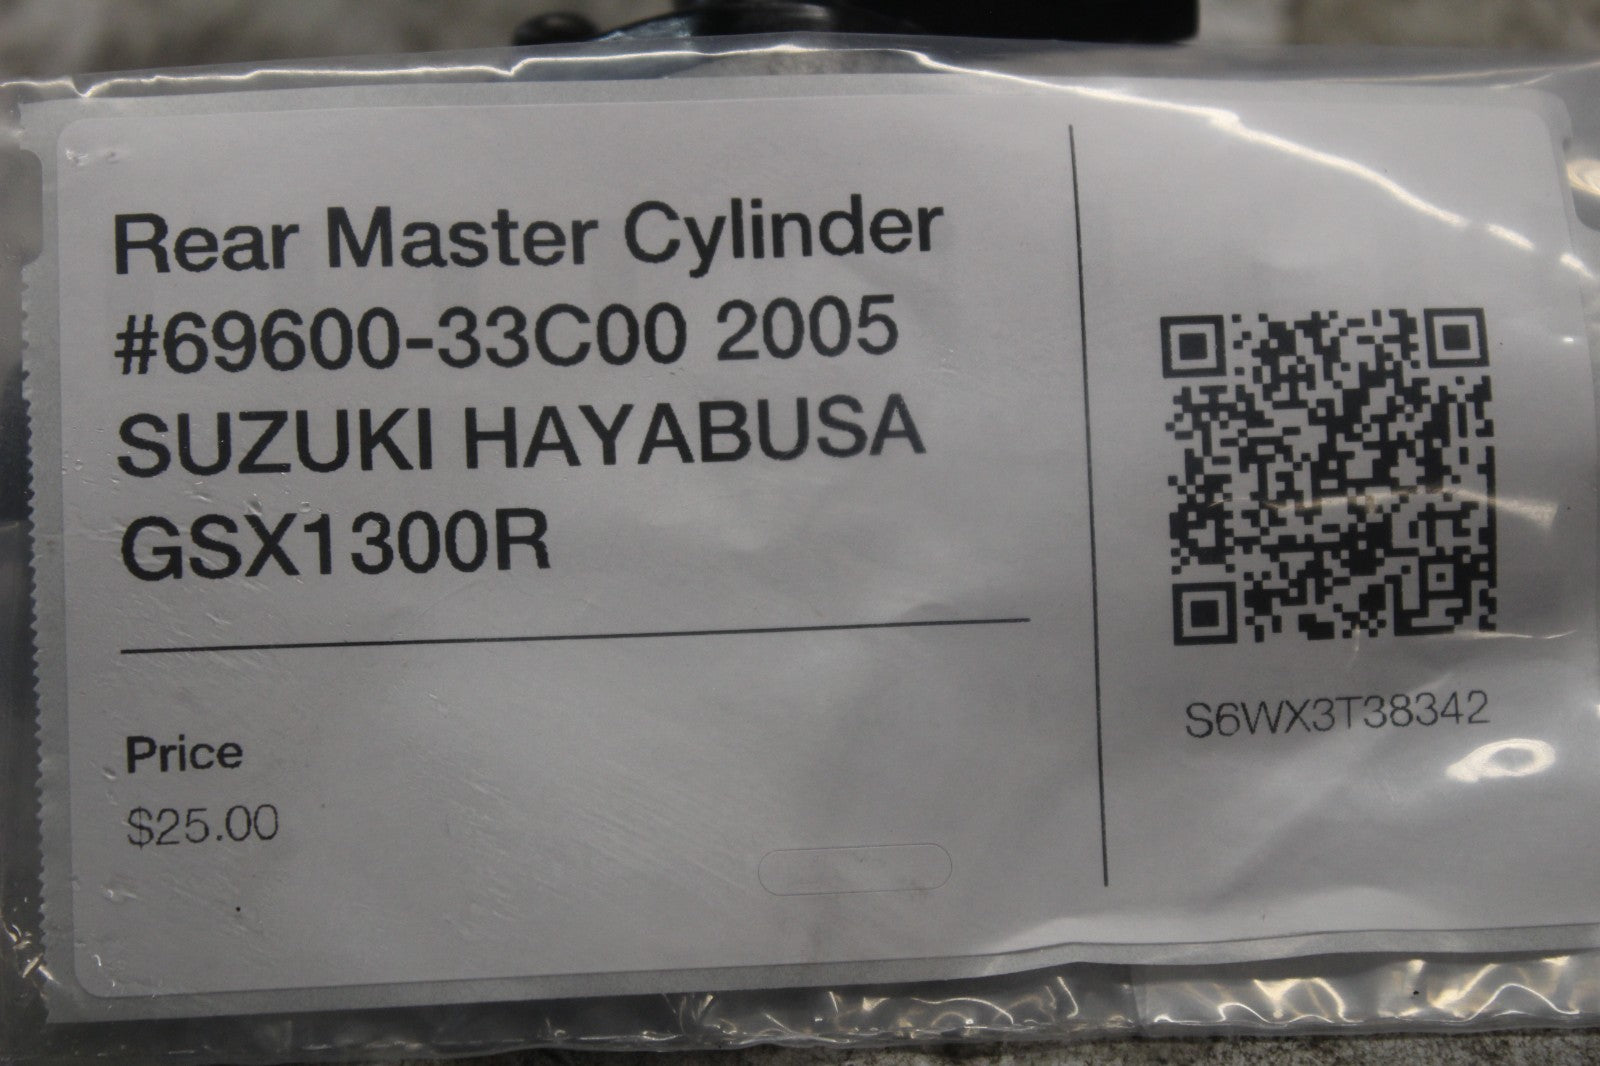 Rear Master Cylinder
#69600-33C00 2005
SUZUKI HAYABUSA
GSX1300R
Price
$25.00
S6WX3T38342